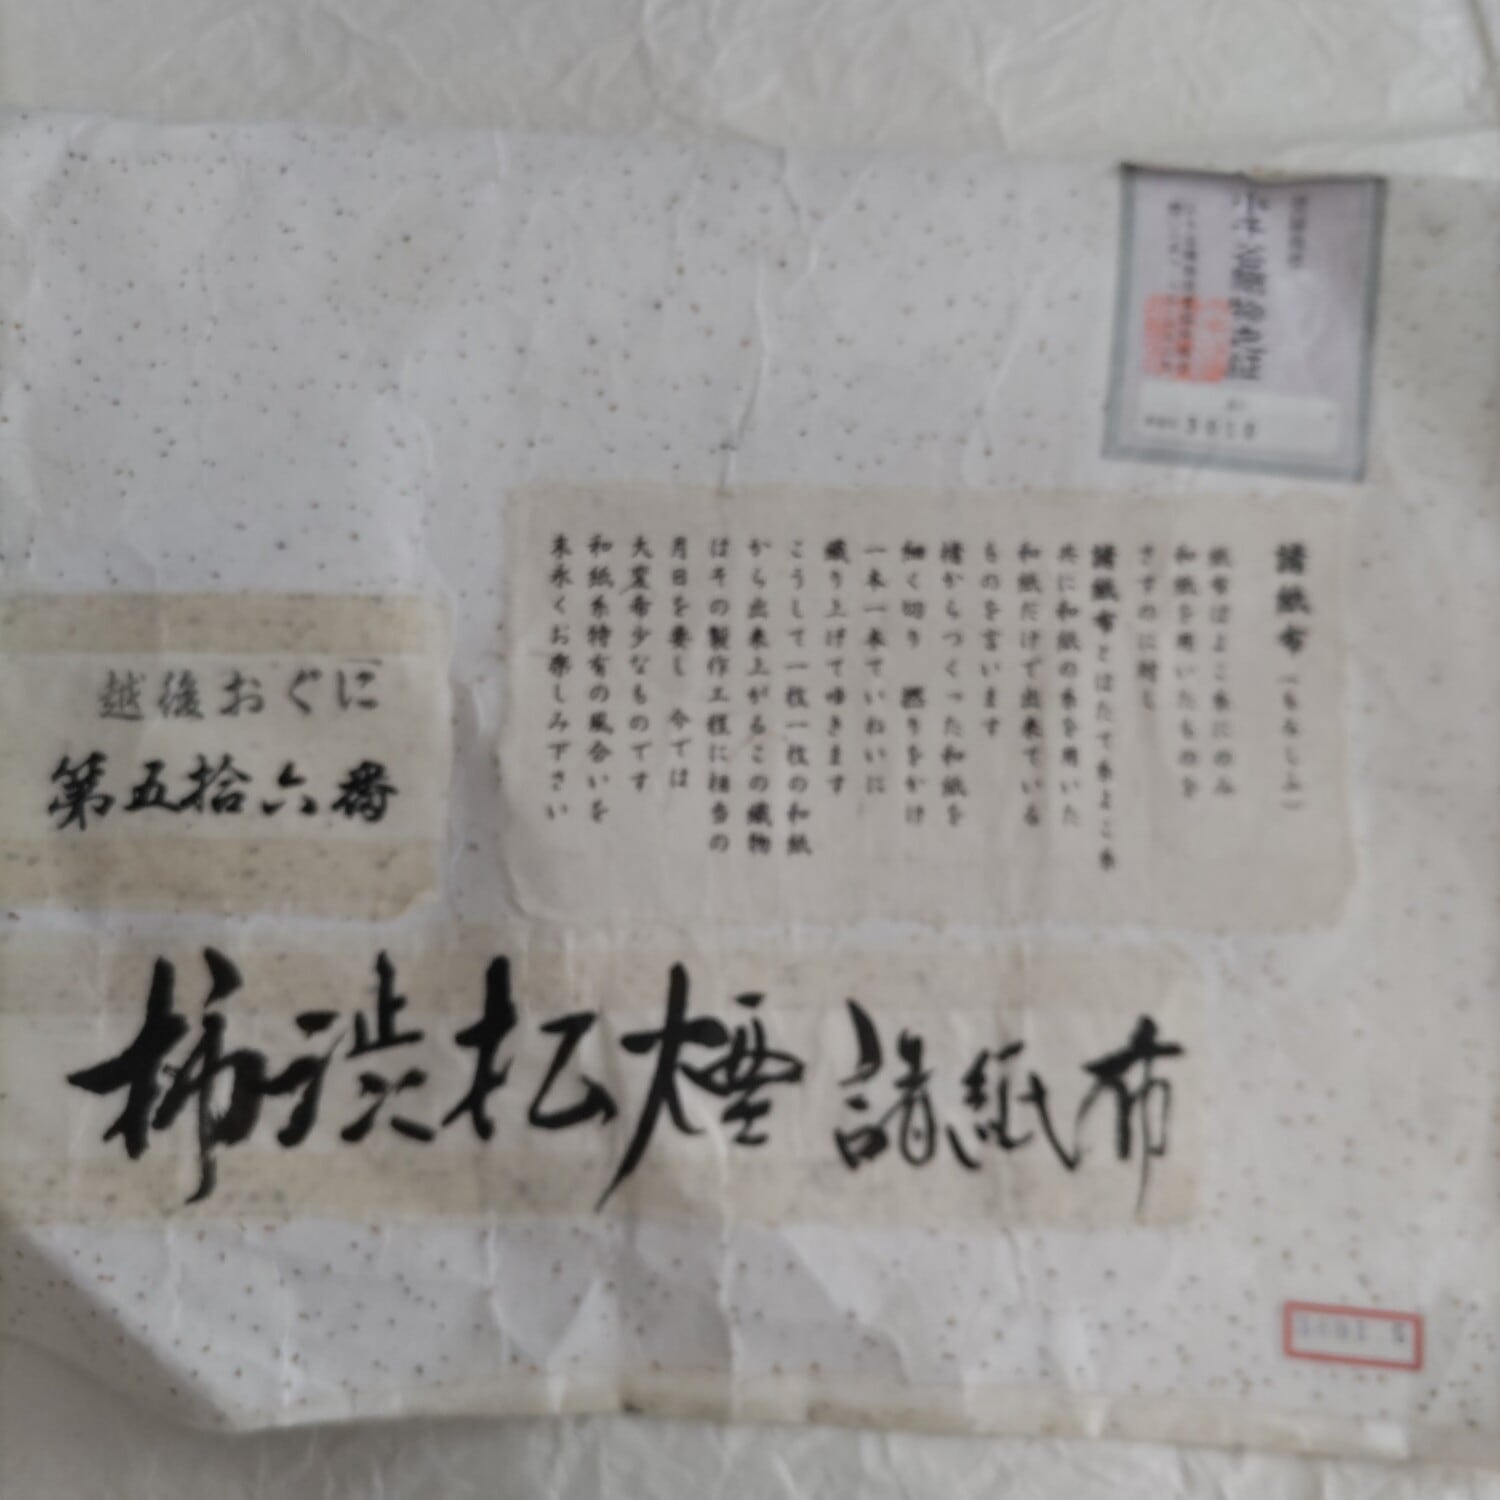 3010
諸紙布(もろしふ)
紙布はよこ糸にのみ
和紙を用いたものを
さすのに対し
諸紙布とはたて糸よこ糸
共に和紙の糸を用いた
和紙だけで出来ている
ものを言います
楮からつくった和紙を
細く切り 撚りをかけ
一本一本ていねいに
織り上げてゆきます
こうして一枚一枚の和紙
から出来上がるこの織物
はその製作工程に相当の
月日を要し 今では
大変希少なものです
和紙糸特有の風合いを
末永くお楽しみ下さい
越後おぐに
第五拾六番
柿渋松煙諸紙布